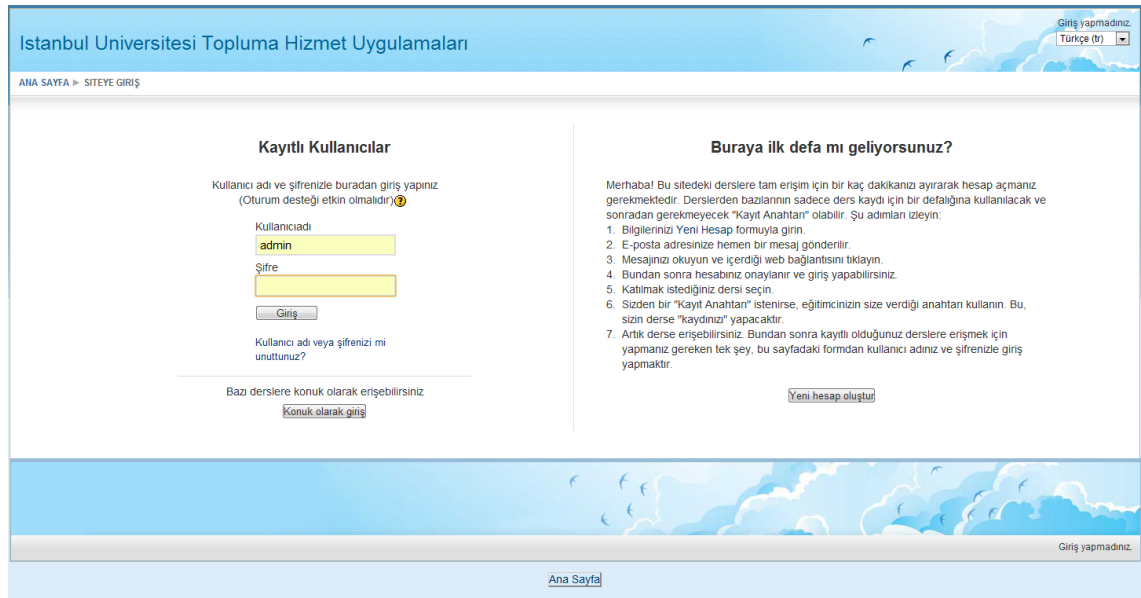 Giriş yapmadınız.
Istanbul Universitesi Topluma Hizmet Uygulamaları
Türkçe (tr)
ANA SAYFA ► SITEYE GIRIŞ
Kayıtlı Kullanıcılar
Kullanıcı adı ve şifrenizle buradan giriş yapınız
(Oturum desteği etkin olmalıdır)?
Kullanıcıadı
admin
Şifre
Giriş
Kullanıcı adı veya şifrenizi mi
unuttunuz?
Bazı derslere konuk olarak erişebilirsiniz
Konuk olarak giriş
Buraya ilk defa mı geliyorsunuz?
Merhaba! Bu sitedeki derslere tam erişim için bir kaç dakikanızı ayırarak hesap açmanız
gerekmektedir. Derslerden bazılarının sadece ders kaydı için bir defalığına kullanılacak ve
sonradan gerekmeyecek "Kayıt Anahtarı" olabilir. Şu adımları izleyin:
1. Bilgilerinizi Yeni Hesap formuyla girin.
2. E-posta adresinize hemen bir mesaj gönderilir.
3. Mesajınızı okuyun ve içerdiği web bağlantısını tıklayın.
4. Bundan sonra hesabınız onaylanır ve giriş yapabilirsiniz.
5. Katılmak istediğiniz dersi seçin.
6. Sizden bir "Kayıt Anahtarı" istenirse, eğitimcinizin size verdiği anahtarı kullanın. Bu,
sizin derse "kaydınızı" yapacaktır.
7. Artık derse erişebilirsiniz. Bundan sonra kayıtlı olduğunuz derslere erişmek için
yapmanız gereken tek şey, bu sayfadaki formdan kullanıcı adınız ve şifrenizle giriş
yapmaktır.
Yeni hesap oluştur
Giriş yapmadınız.
Ana Sayfa